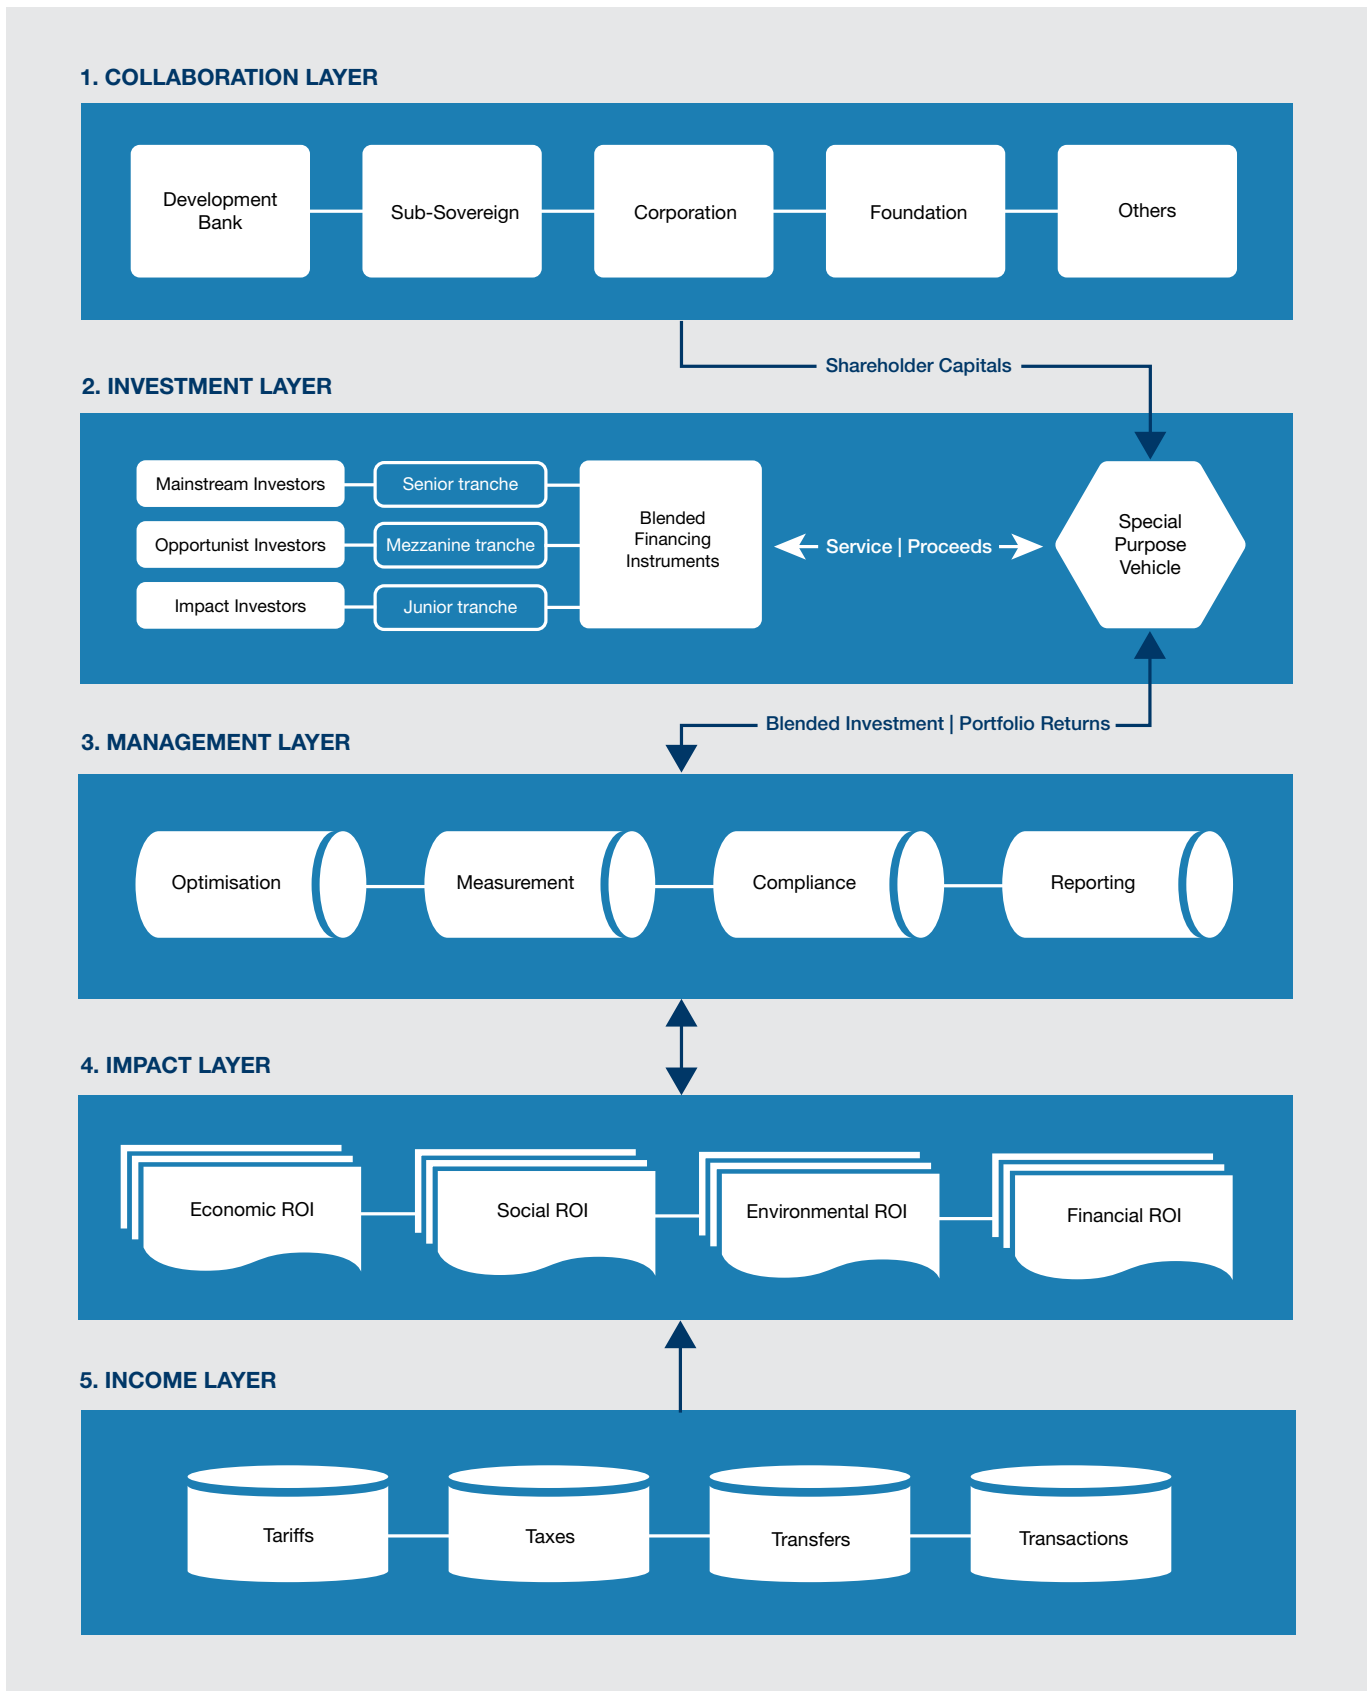 1. COLLABORATION LAYER
Development
Bank
Sub-Sovereign
Corporation
Foundation
Others
Shareholder Capitals
2. INVESTMENT LAYER
Mainstream Investors
Senior tranche
Opportunist Investors
Mezzanine tranche
Impact Investors
Junior tranche
Blended
Financing
Instruments
Service | Proceeds
Special
Purpose
Vehicle
Blended Investment | Portfolio Returns
3. MANAGEMENT LAYER
Optimisation
Measurement
Compliance
Reporting
4. IMPACT LAYER
Economic ROI
Social ROI
Environmental ROI
Financial ROI
5. INCOME LAYER
Tariffs
Taxes
Transfers
Transactions